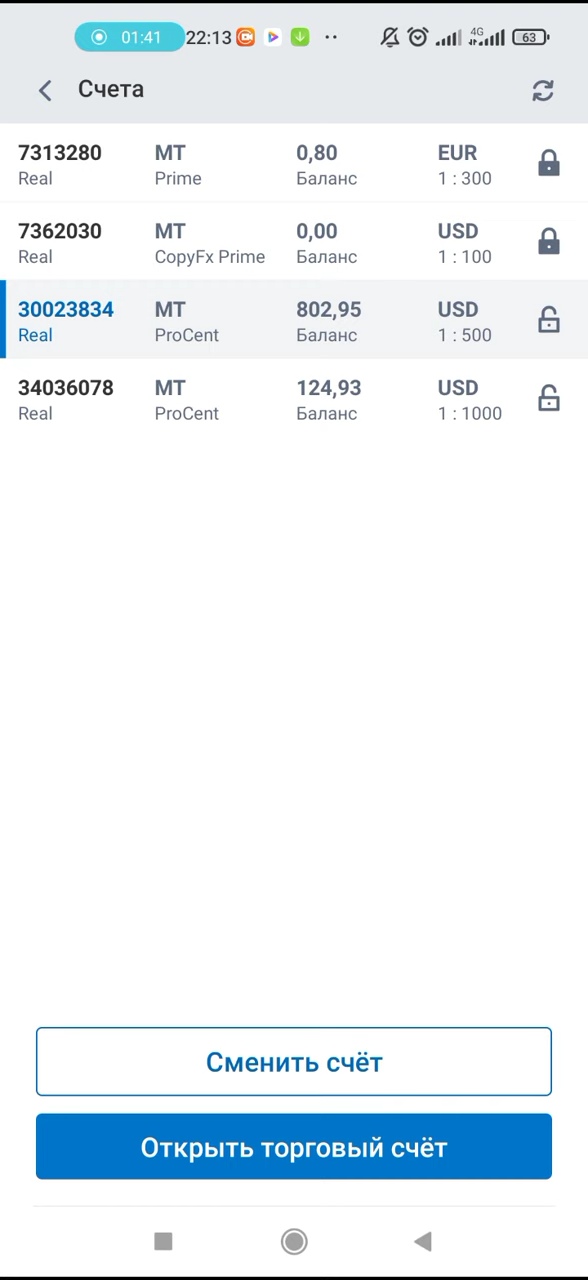 01:41 22:13 4G 63
Счета
7313280 MT 0,80 EUR
Real Prime Баланс 1 : 300
7362030 MT 0,00 USD
Real CopyFx Prime Баланс 1 : 100
30023834 MT 802,95 USD
Real ProCent Баланс 1 : 500
34036078 MT 124,93 USD
Real ProCent Баланс 1 : 1000
Сменить счёт
Открыть торговый счёт